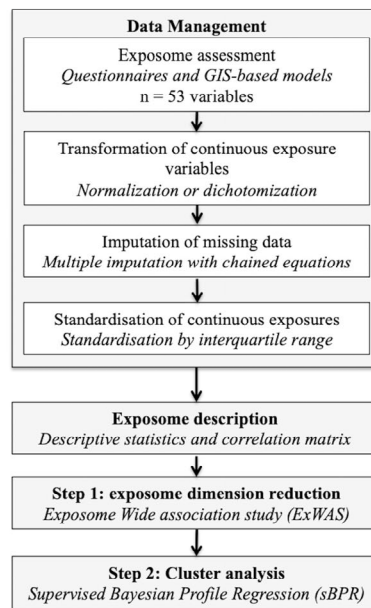 Data Management
Exposome assessment
Questionnaires and GIS-based models
n = 53 variables
Transformation of continuous exposure
variables
Normalization or dichotomization
Imputation of missing data
Multiple imputation with chained equations
Standardisation of continuous exposures
Standardisation by interquartile range
Exposome description
Descriptive statistics and correlation matrix
Step 1: exposome dimension reduction
Exposome Wide association study (ExWAS)
Step 2: Cluster analysis
Supervised Bayesian Profile Regression (sBPR)